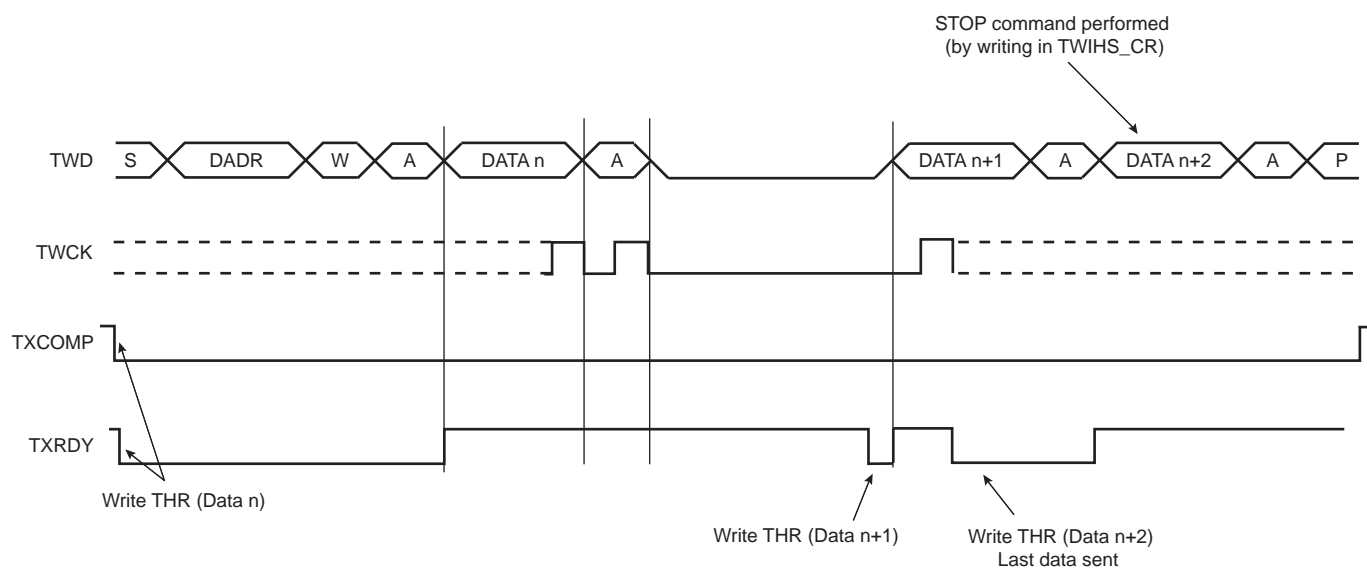 STOP command performed
(by writing in TWIHS_CR)
TWD S DADR W A DATA n A DATA n+1 A DATA n+2 A P
TWCK
TXCOMP
TXRDY
Write THR (Data n)
Write THR (Data n+1)
Write THR (Data n+2)
Last data sent